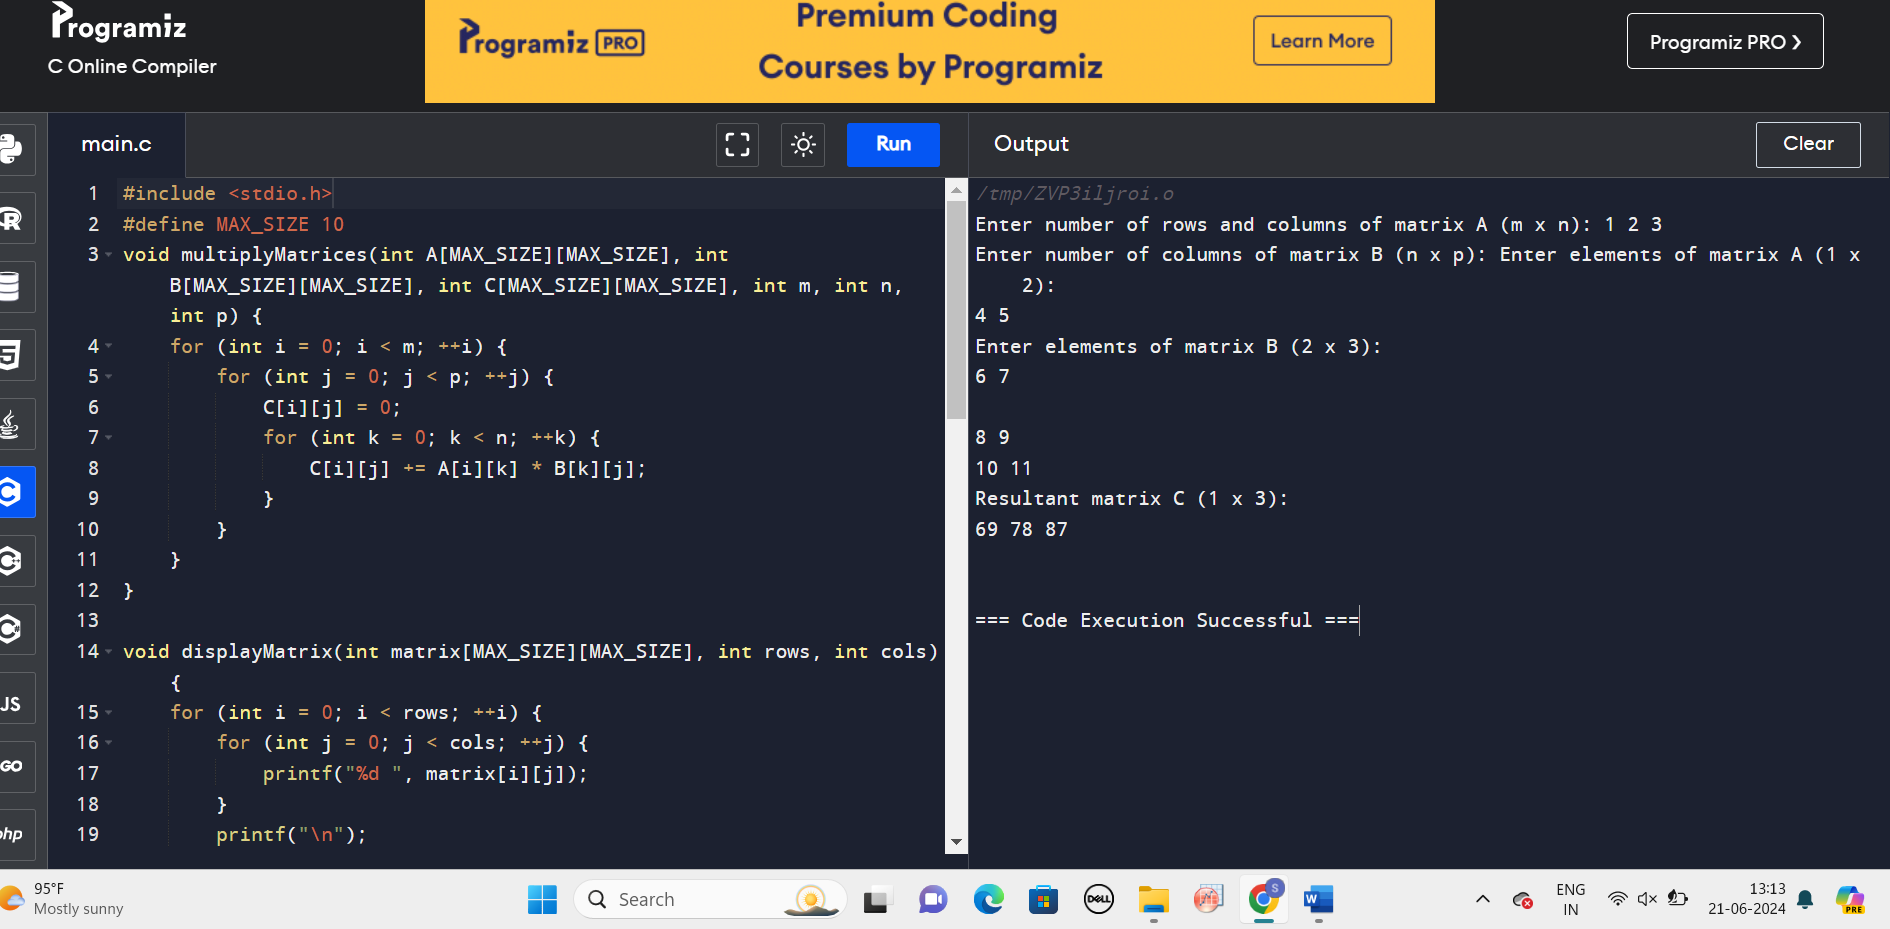 Programiz
C Online Compiler
Programiz PRO
Premium Coding
Courses by Programiz
Learn More
Programiz PRO ❯
main.c
Run
Output
Clear
1 #include <stdio.h>
2 #define MAX_SIZE 10
3 void multiplyMatrices(int A[MAX_SIZE][MAX_SIZE], int
B[MAX_SIZE][MAX_SIZE], int C[MAX_SIZE][MAX_SIZE], int m, int n,
int p) {
4 for (int i = 0; i < m; ++i) {
5 for (int j = 0; j < p; ++j) {
6 C[i][j] = 0;
7 for (int k = 0; k < n; ++k) {
8 C[i][j] += A[i][k] * B[k][j];
9 }
10 }
11 }
12 }
13
14 void displayMatrix(int matrix[MAX_SIZE][MAX_SIZE], int rows, int cols)
{
15 for (int i = 0; i < rows; ++i) {
16 for (int j = 0; j < cols; ++j) {
17 printf("%d ", matrix[i][j]);
18 }
19 printf("\n");
/tmp/ZVP3iljroi.o
Enter number of rows and columns of matrix A (m x n): 1 2 3
Enter number of columns of matrix B (n x p): Enter elements of matrix A (1 x
2):
4 5
Enter elements of matrix B (2 x 3):
6 7
8 9
10 11
Resultant matrix C (1 x 3):
69 78 87
=== Code Execution Successful ===
R
5
C
C++
C#
JS
GO
php
95°F
Mostly sunny
Search
DELL
S
W
ENG
IN
13:13
21-06-2024
PRE